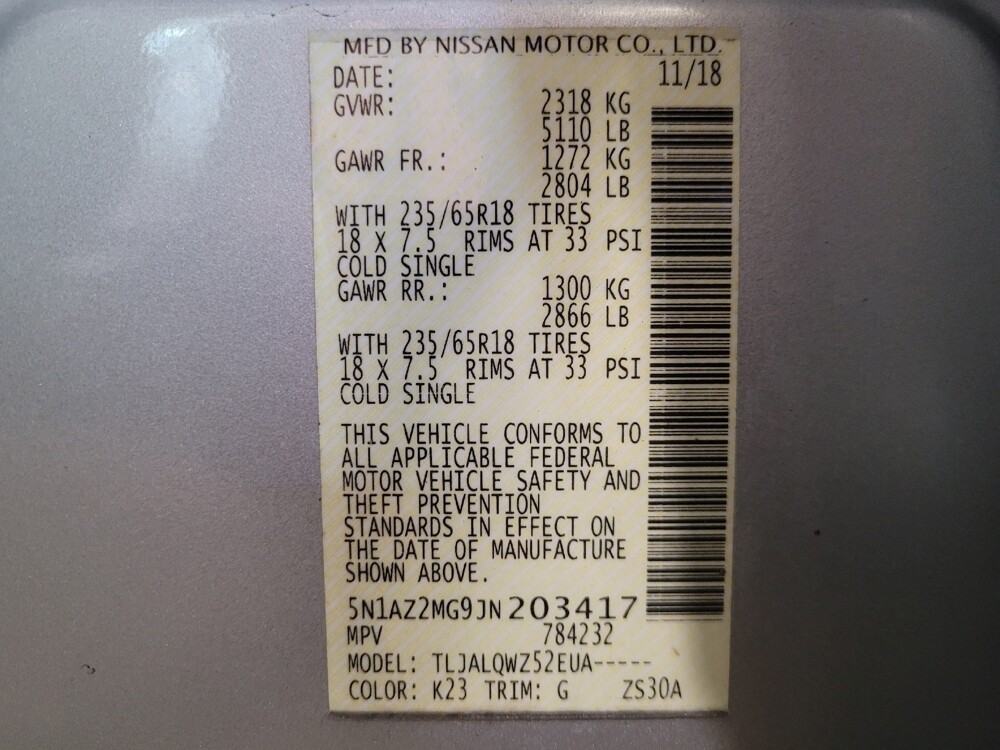 MFD BY NISSAN MOTOR CO., LTD.
DATE: 11/18
GVWR: 2318 KG
5110 LB
GAWR FR.: 1272 KG
2804 LB
WITH 235/65R18 TIRES
18 X 7.5 RIMS AT 33 PSI
COLD SINGLE
GAWR RR.: 1300 KG
2866 LB
WITH 235/65R18 TIRES
18 X 7.5 RIMS AT 33 PSI
COLD SINGLE
THIS VEHICLE CONFORMS TO
ALL APPLICABLE FEDERAL
MOTOR VEHICLE SAFETY AND
THEFT PREVENTION
STANDARDS IN EFFECT ON
THE DATE OF MANUFACTURE
SHOWN ABOVE.
5N1AZ2MG9JN203417
MPV 784232
MODEL: TLJALQWZ52EUA-----
COLOR: K23 TRIM: G ZS30A